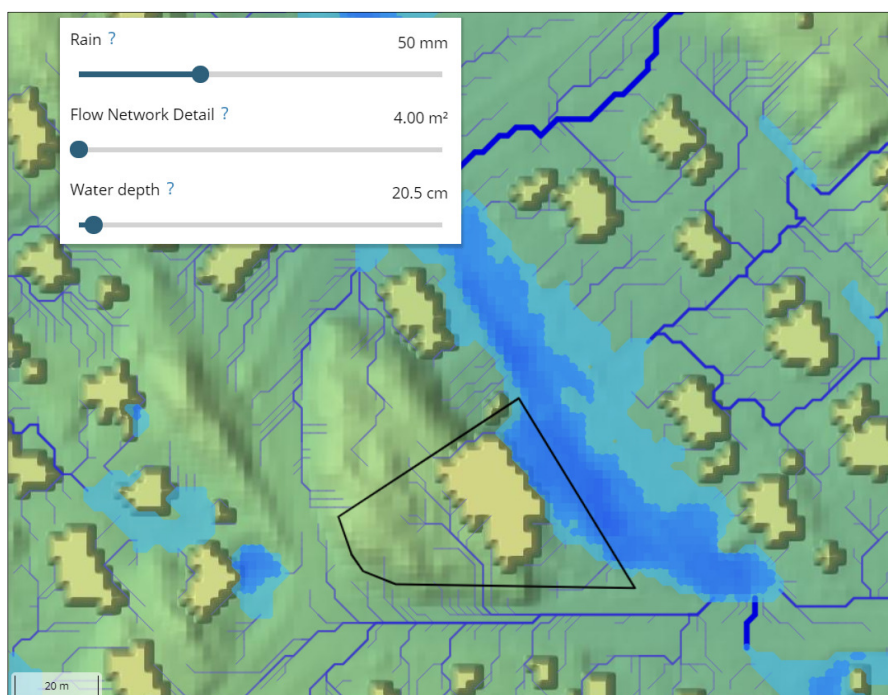 Rain ? 50 mm
Flow Network Detail ? 4.00 m²
Water depth ? 20.5 cm
20 m